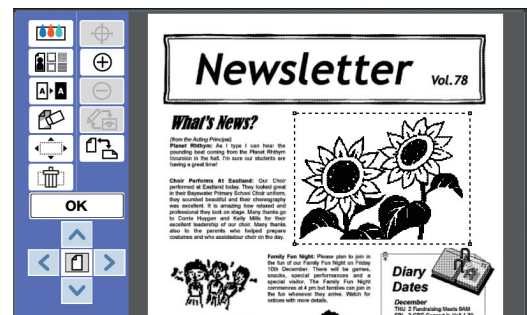 OK
Newsletter
Vol. 78
What's News?
(from the Acting Principal)
Planet Rhthym: As I type I can hear the
pounding beat coming from the Planet Rhthym
Incursion in the hall. I'm sure our students are
having a great time!
Choir Performs At Eastland: Our Choir
performed at Eastland today. They looked great
in their Bayswater Primary School Choir uniform,
they sounded beautiful and their choreography
was excellent. It is amazing how relaxed and
professional they look on stage. Many thanks go
to Corrie Huygen and Kelly Mills for their
excellent leadership of our choir. Many thanks
also to the parents who helped prepare
costumes and who assistedour choir on the day.
Family Fun Night: Please plan to join in
the fun of our Family Fun Night on Friday
10th December. There will be games,
snacks, special performances and a
special visitor. The Family Fun Night
commences at 4 pm but families can join in
the fun whenever they arrive. Watch for
notices with more details.
Diary
Dates
December
THU 2 Fundraising Meets 9AM